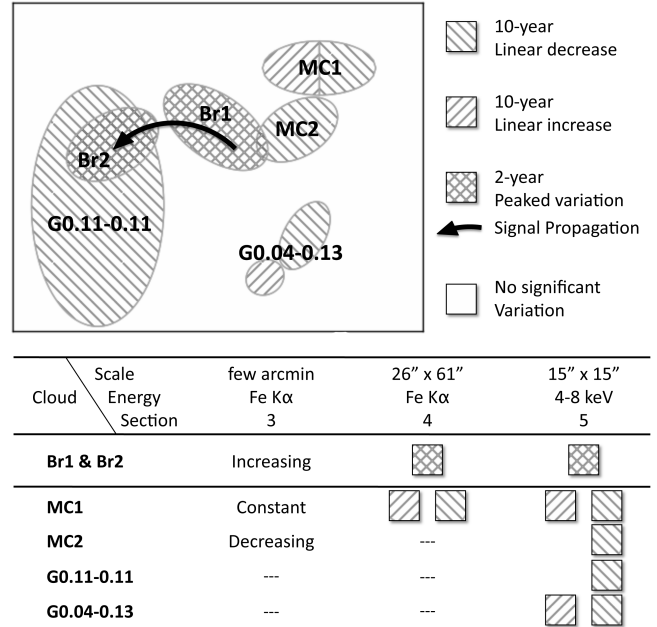 MC1
Br1
MC2
Br2
G0.11-0.11
G0.04-0.13
10-year
Linear decrease
10-year
Linear increase
2-year
Peaked variation
Signal Propagation
No significant
Variation
Scale few arcmin 26” x 61” 15” x 15”
Cloud Energy Fe Kα Fe Kα 4-8 keV
Section 3 4 5
Br1 & Br2 Increasing
MC1 Constant
MC2 Decreasing ---
G0.11-0.11 --- ---
G0.04-0.13 --- ---